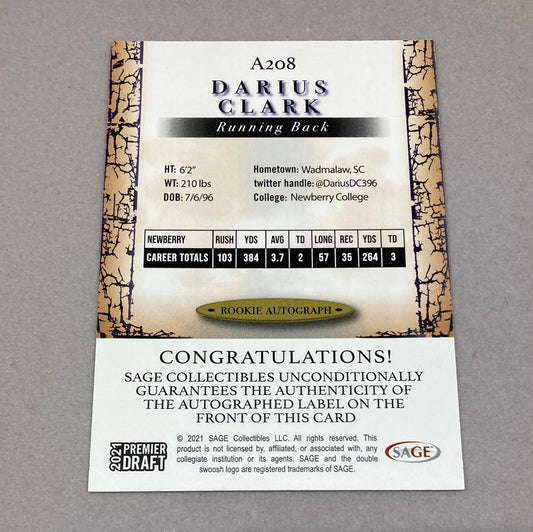 A208
DARIUS
CLARK
Running Back
HT: 6'2"
WT: 210 lbs
DOB: 7/6/96
Hometown: Wadmalaw, SC
twitter handle: @DariusDC396
College: Newberry College
NEWBERRY RUSH YDS AVG TD LONG REC YDS TD
CAREER TOTALS 103 384 3.7 2 57 35 264 3
ROOKIE AUTOGRAPH
CONGRATULATIONS!
SAGE COLLECTIBLES UNCONDITIONALLY
GUARANTEES THE AUTHENTICITY OF
THE AUTOGRAPHED LABEL ON THE
FRONT OF THIS CARD
2021 PREMIER
DRAFT
© 2021 SAGE Collectibles LLC. All rights reserved. This
product is not licensed by, affiliated, or associated with, any
collegiate institution or its agents. SAGE and the double
swoosh logo are registered trademarks of SAGE.
SAGE